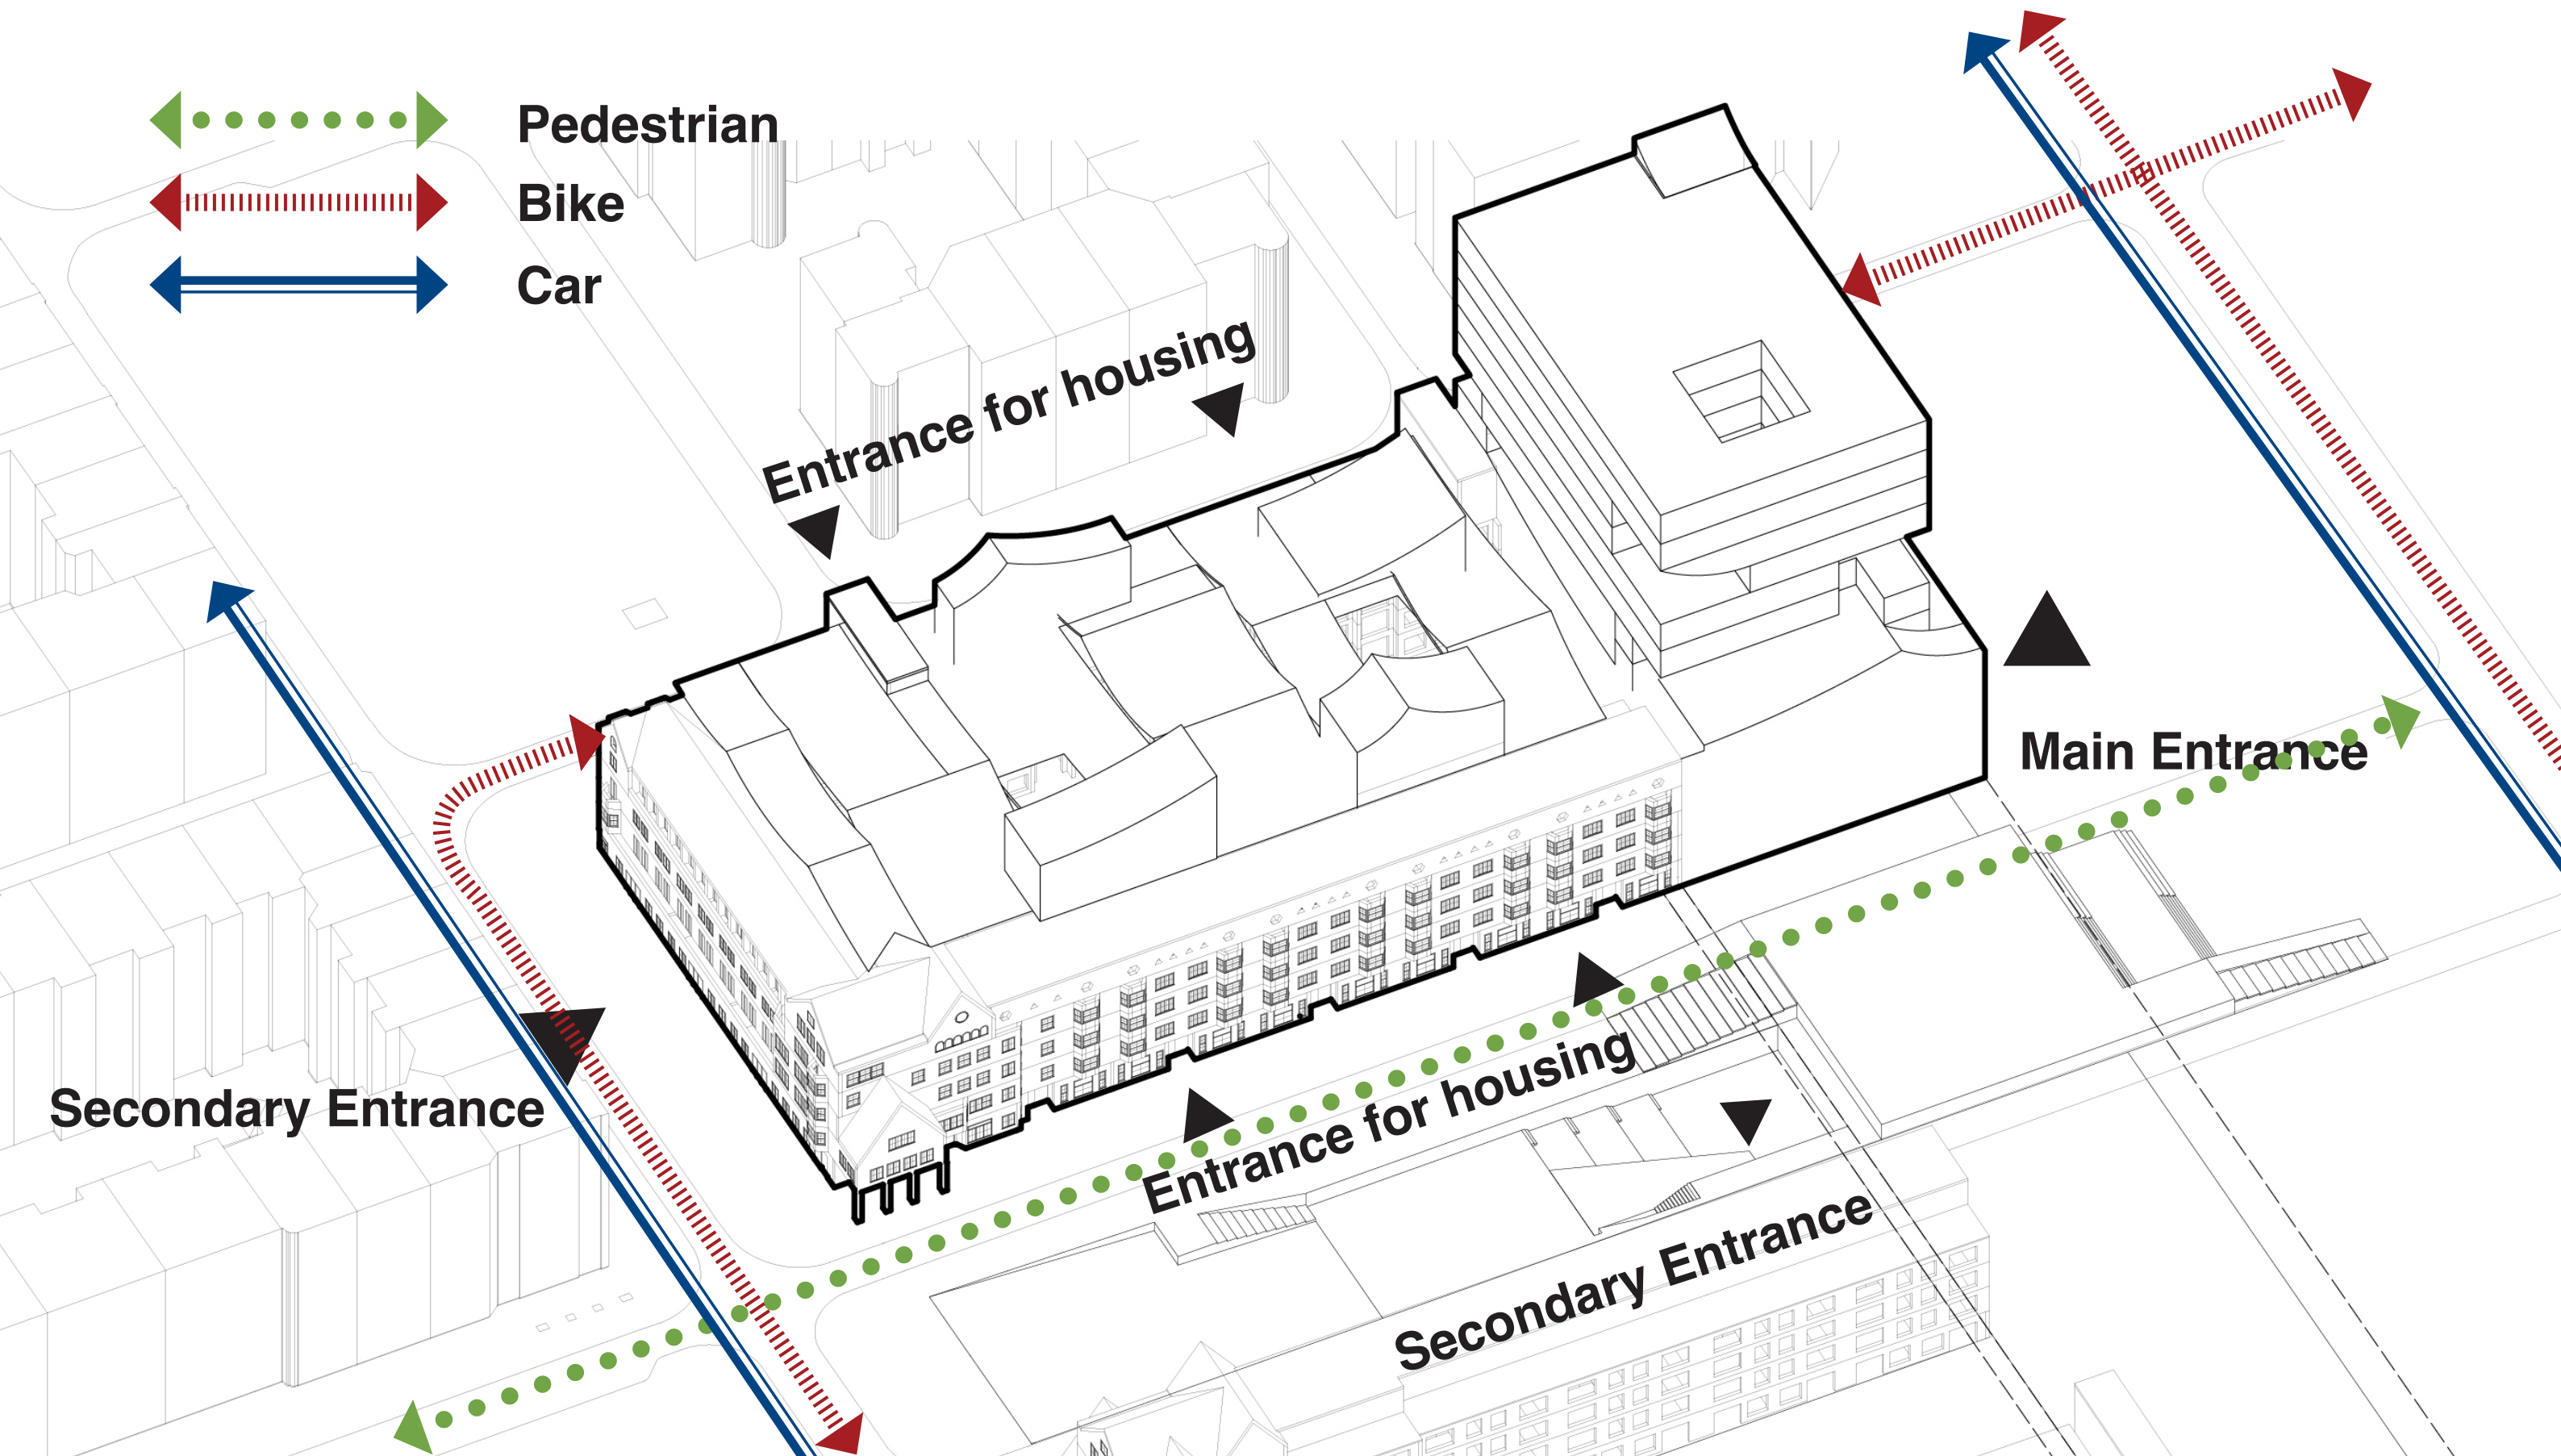 Pedestrian
Bike
Car
Entrance for housing
Main Entrance
Secondary Entrance
Entrance for housing
Secondary Entrance